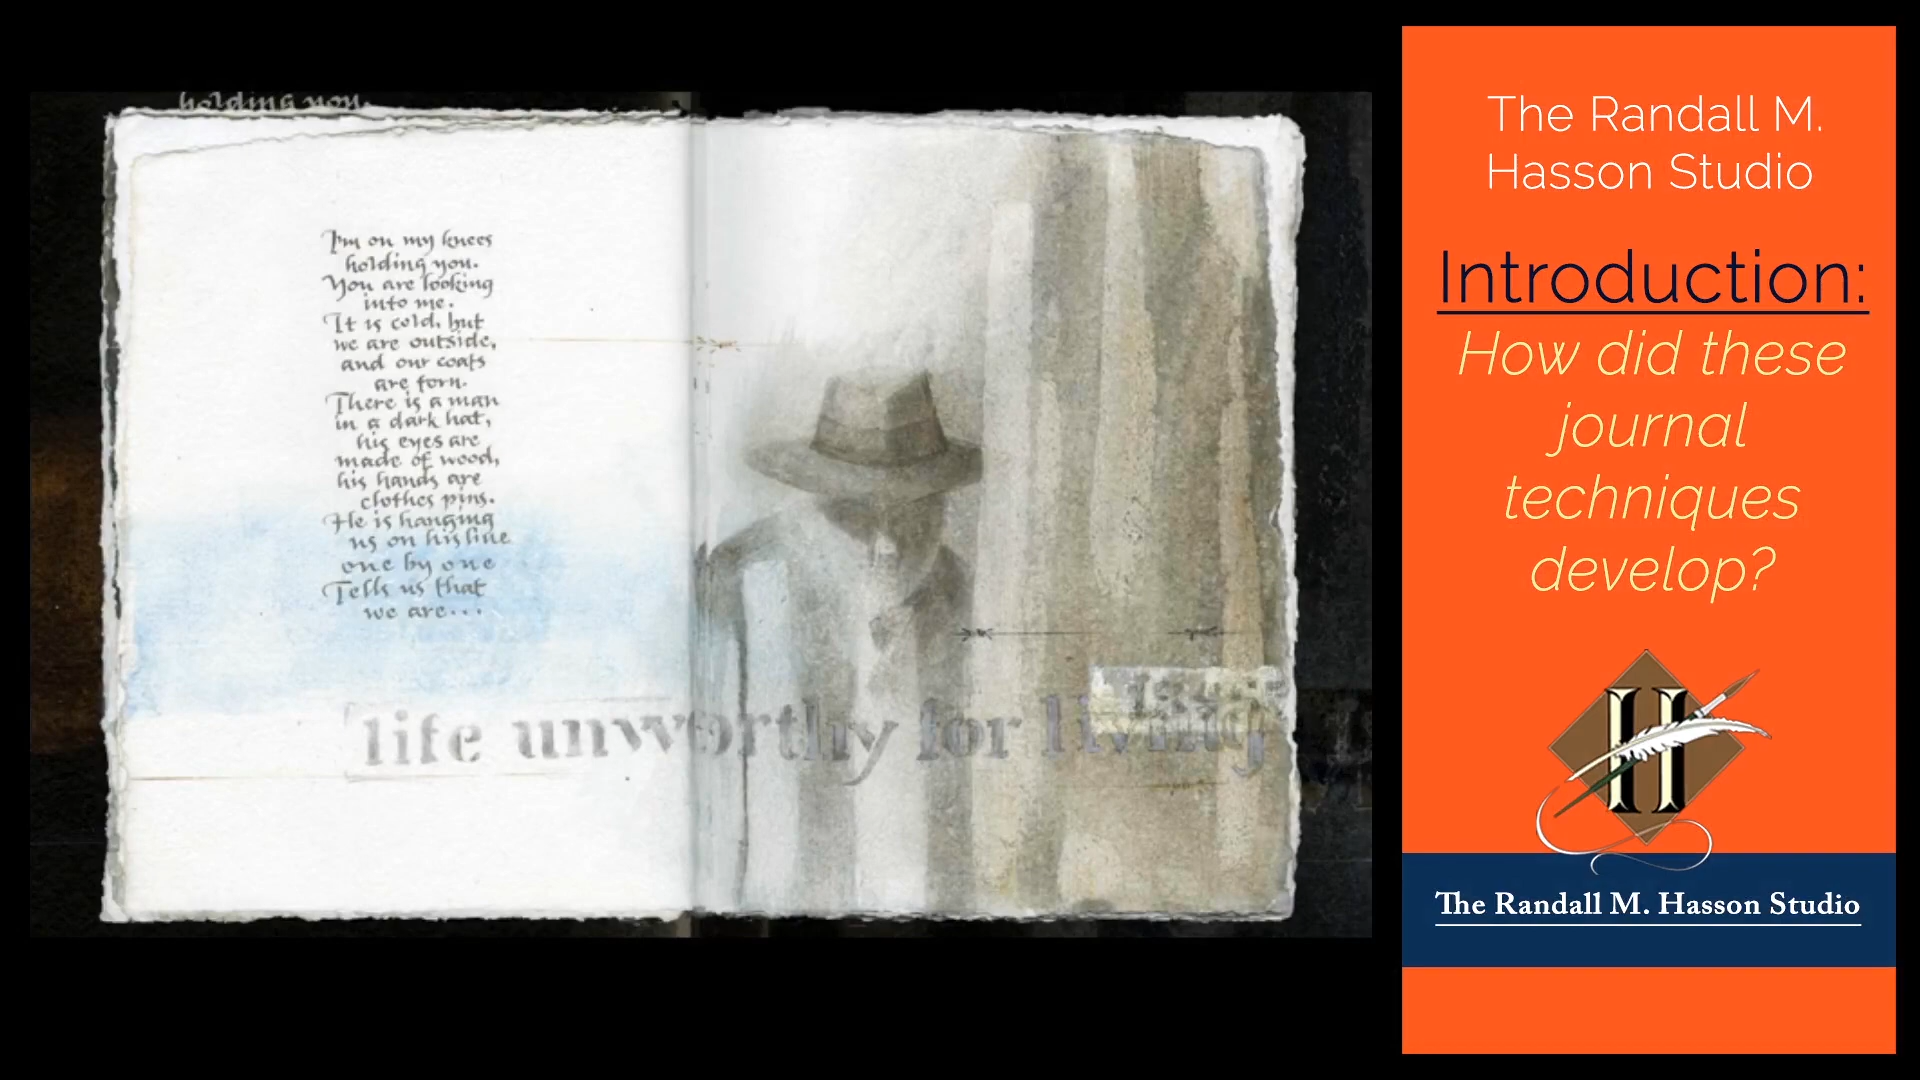 holding you.
I'm on my knees
holding you.
You are looking
into me.
It is cold, but
we are outside,
and our coats
are torn.
There is a man
in a dark hat,
his eyes are
made of wood,
his hands are
clothes pins.
He is hanging
us on his line
one by one
Tells us that
we are...
life unworthy for living
The Randall M.
Hasson Studio
Introduction:
How did these
journal
techniques
develop?
H
The Randall M. Hasson Studio